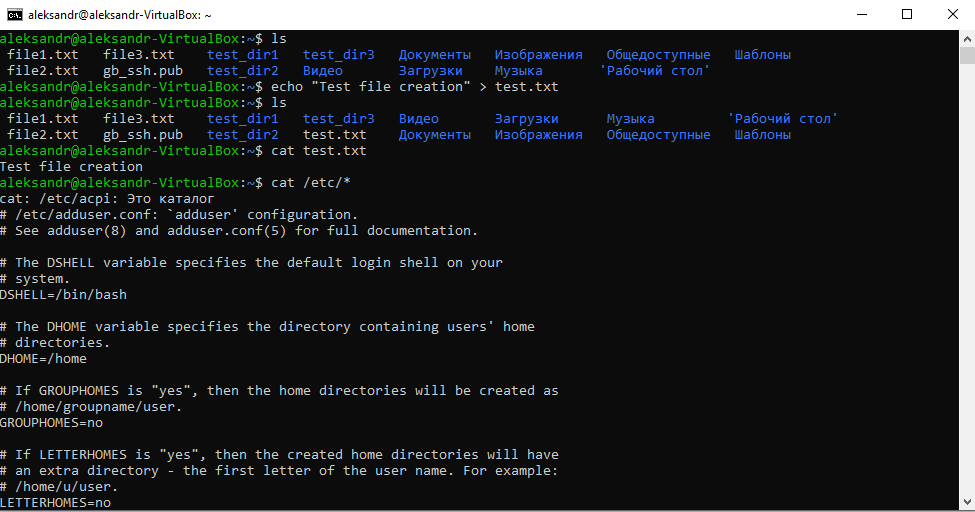 aleksandr@aleksandr-VirtualBox: ~
aleksandr@aleksandr-VirtualBox:~$ ls
file1.txt file3.txt test_dir1 test_dir3 Документы Изображения Общедоступные Шаблоны
file2.txt gb_ssh.pub test_dir2 Видео Загрузки Музыка 'Рабочий стол'
aleksandr@aleksandr-VirtualBox:~$ echo "Test file creation" > test.txt
aleksandr@aleksandr-VirtualBox:~$ ls
file1.txt file3.txt test_dir1 test_dir3 Видео Загрузки Музыка 'Рабочий стол'
file2.txt gb_ssh.pub test_dir2 test.txt Документы Изображения Общедоступные Шаблоны
aleksandr@aleksandr-VirtualBox:~$ cat test.txt
Test file creation
aleksandr@aleksandr-VirtualBox:~$ cat /etc/*
cat: /etc/acpi: Это каталог
# /etc/adduser.conf: `adduser' configuration.
# See adduser(8) and adduser.conf(5) for full documentation.

# The DSHELL variable specifies the default login shell on your
# system.
DSHELL=/bin/bash

# The DHOME variable specifies the directory containing users' home
# directories.
DHOME=/home

# If GROUPHOMES is "yes", then the home directories will be created as
# /home/groupname/user.
GROUPHOMES=no

# If LETTERHOMES is "yes", then the created home directories will have
# an extra directory - the first letter of the user name. For example:
# /home/u/user.
LETTERHOMES=no